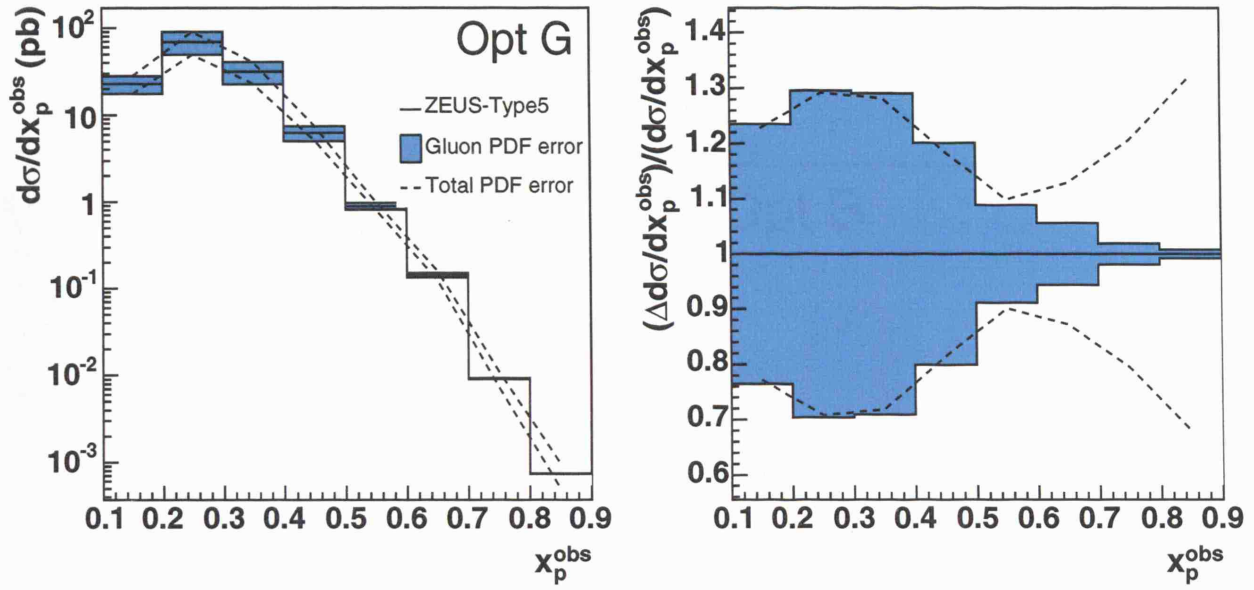 dσ/dx_p^obs (pb)
10^2
10
1
10^-1
10^-2
10^-3
Opt G
ZEUS-Type5
Gluon PDF error
Total PDF error
0.1 0.2 0.3 0.4 0.5 0.6 0.7 0.8 0.9
x_p^obs
(Δdσ/dx_p^obs)/(dσ/dx_p^obs)
1.4
1.3
1.2
1.1
1
0.9
0.8
0.7
0.6
0.1 0.2 0.3 0.4 0.5 0.6 0.7 0.8 0.9
x_p^obs